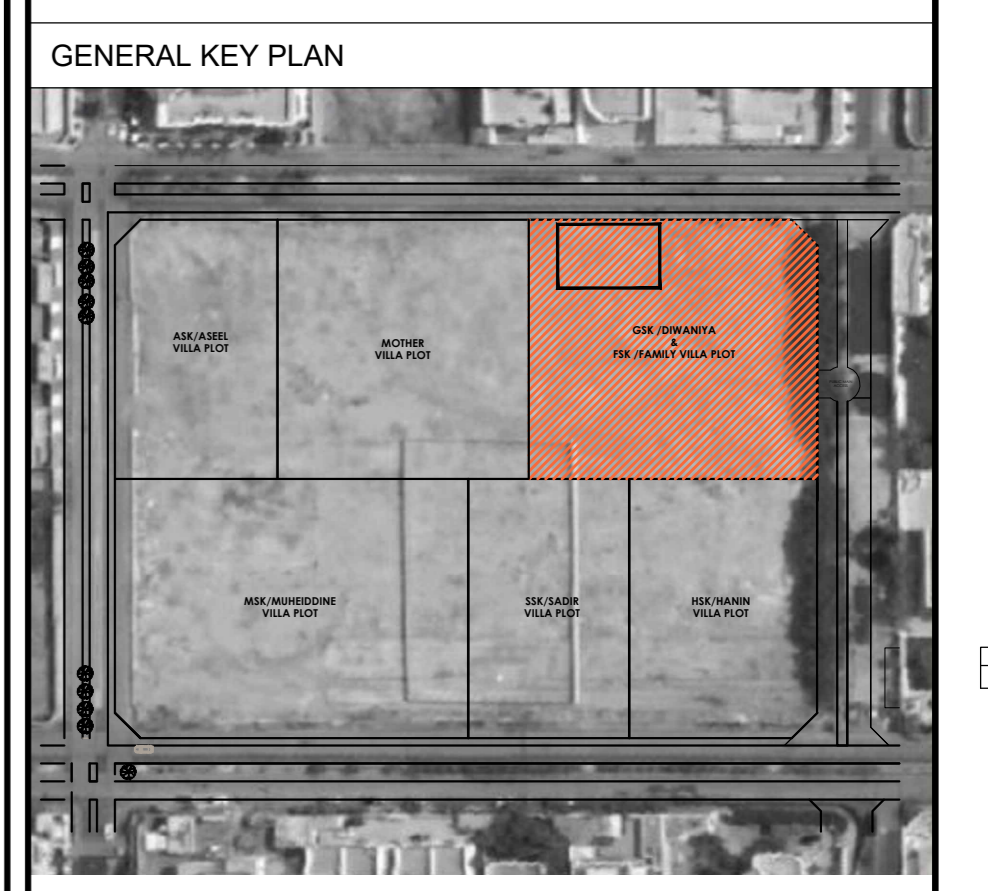 GENERAL KEY PLAN
ASK/ASEEL
VILLA PLOT
MOTHER
VILLA PLOT
GSK /DIWANIYA
&
FSK /FAMILY VILLA PLOT
MSK/MUHEIDDINE
VILLA PLOT
SSK/SADIR
VILLA PLOT
HSK/HANIN
VILLA PLOT